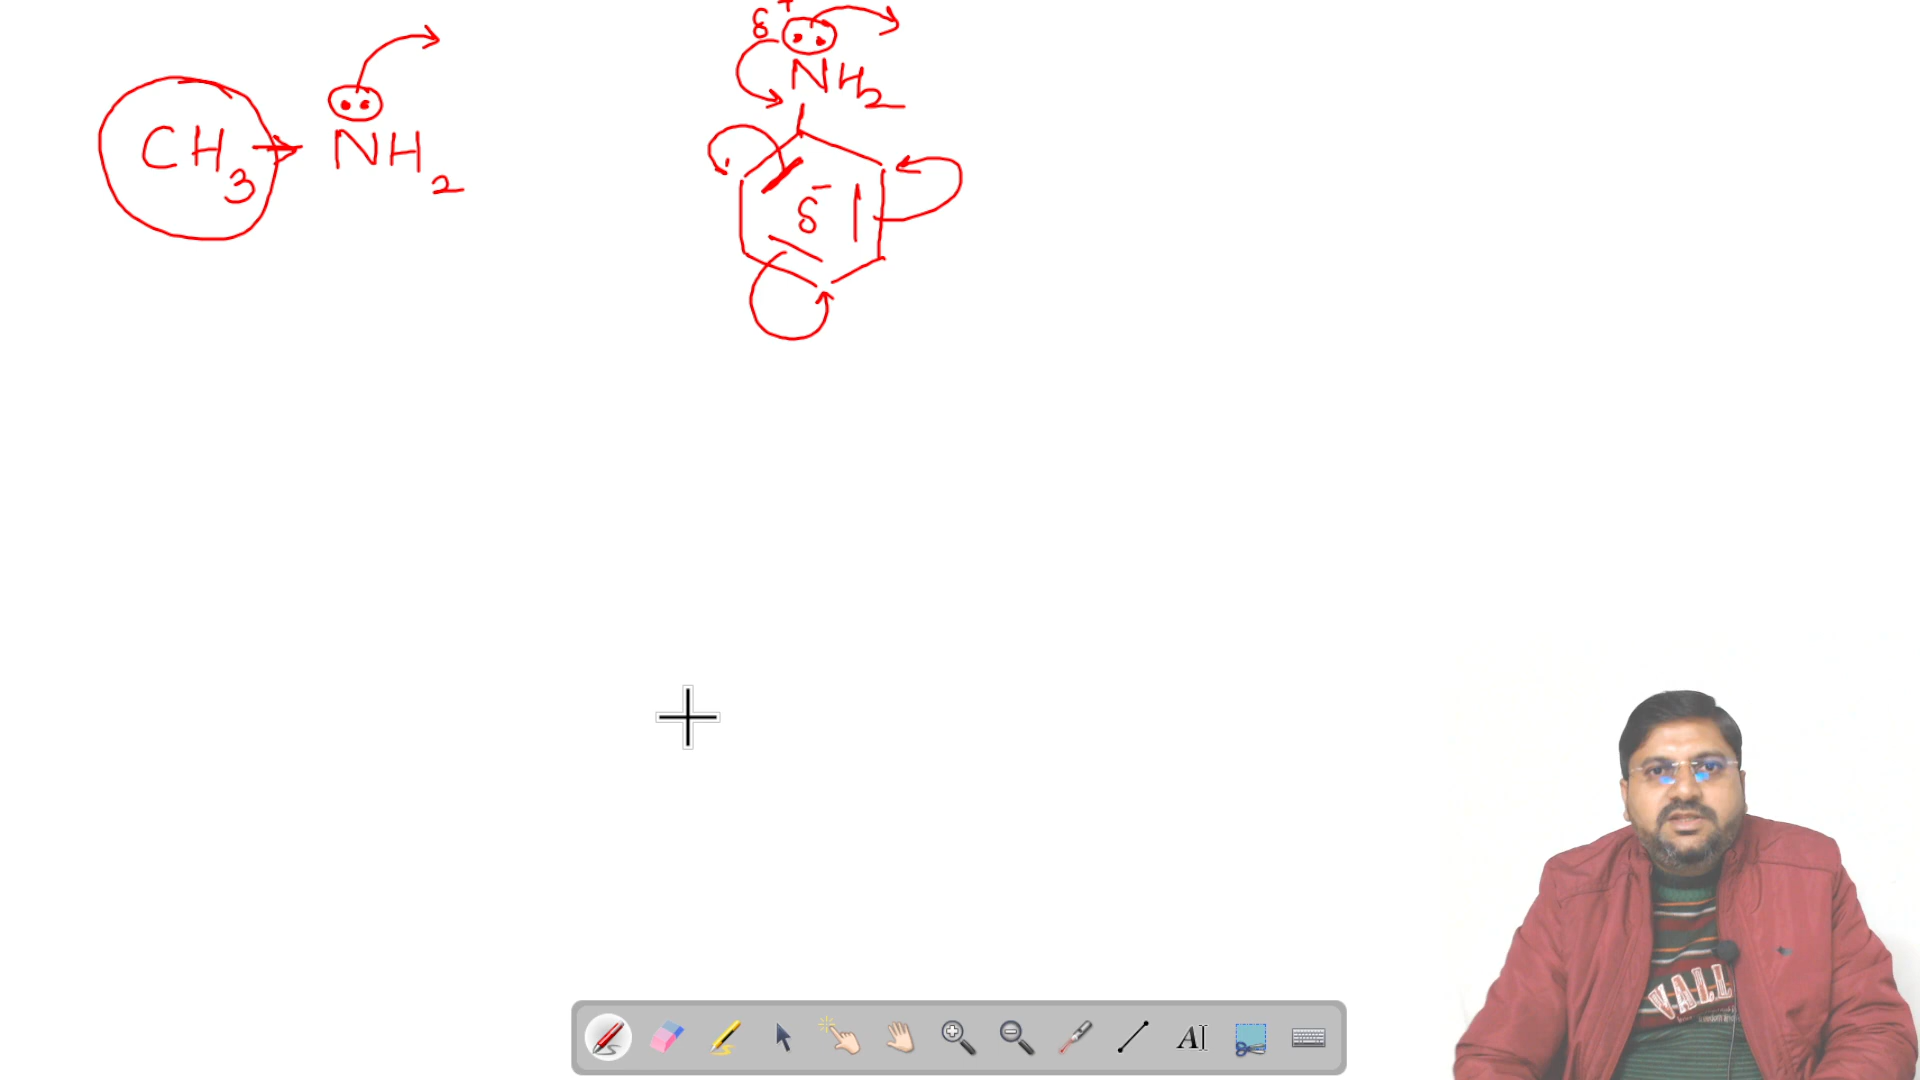 CH3 → NH2
δ+
NH2
δ-
VALL
A